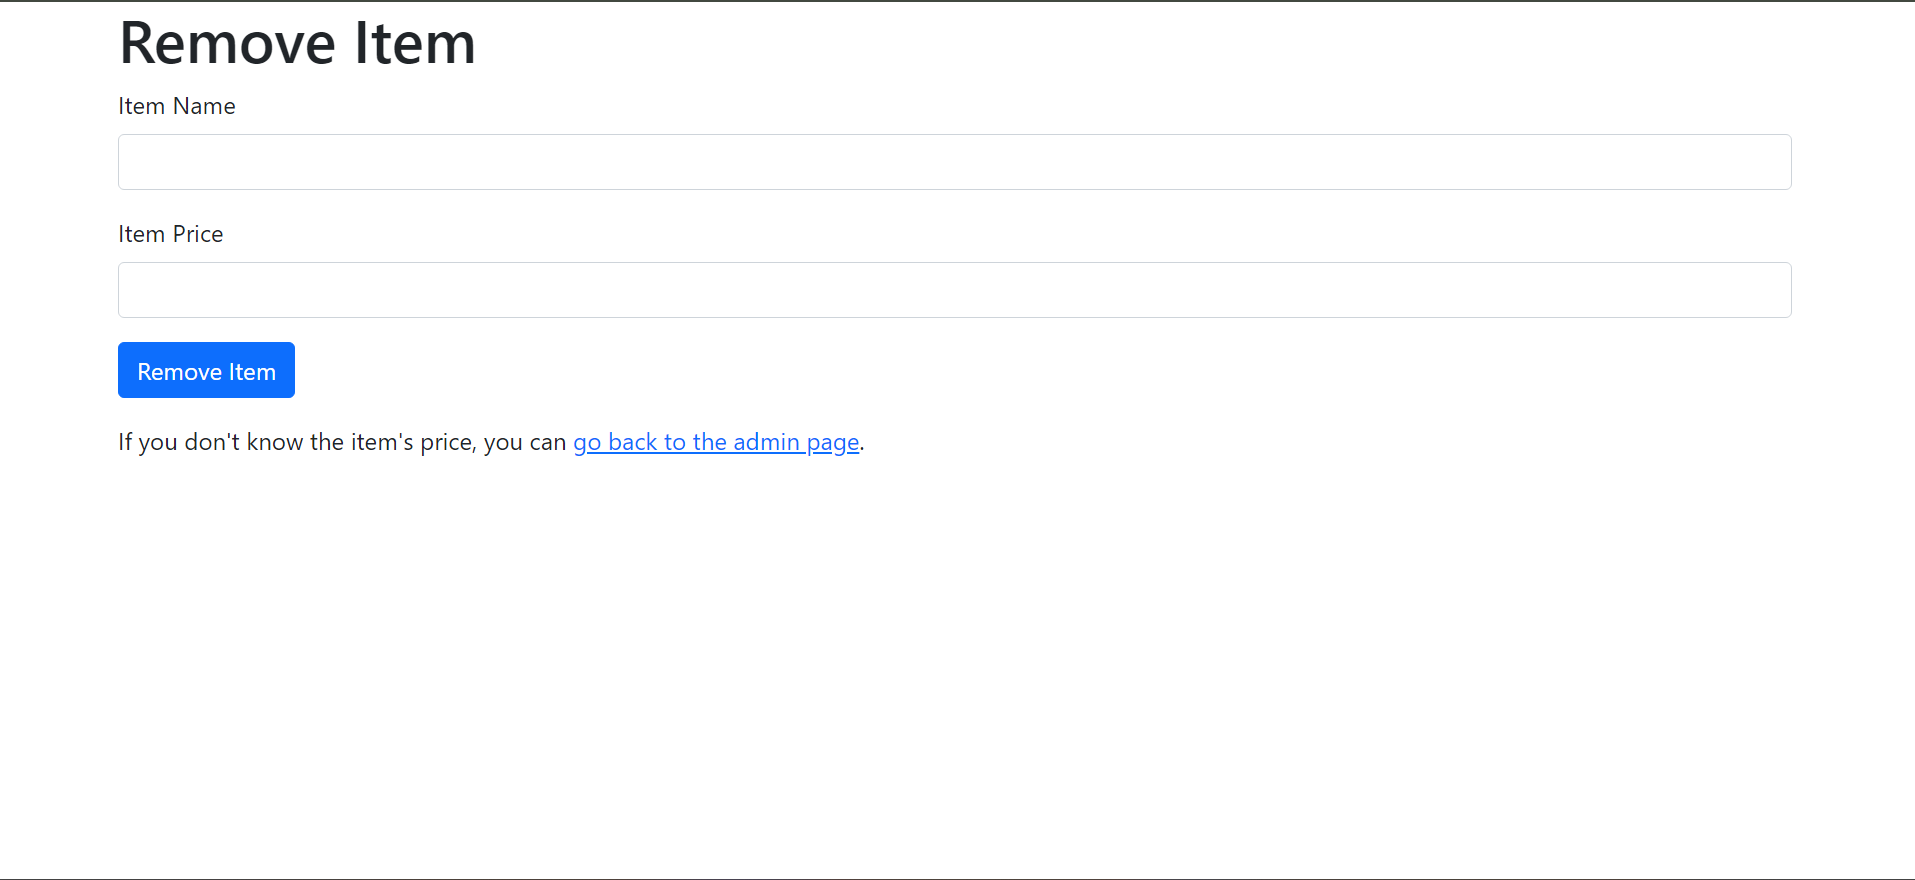 Remove Item
Item Name
Item Price
Remove Item
If you don't know the item's price, you can go back to the admin page.